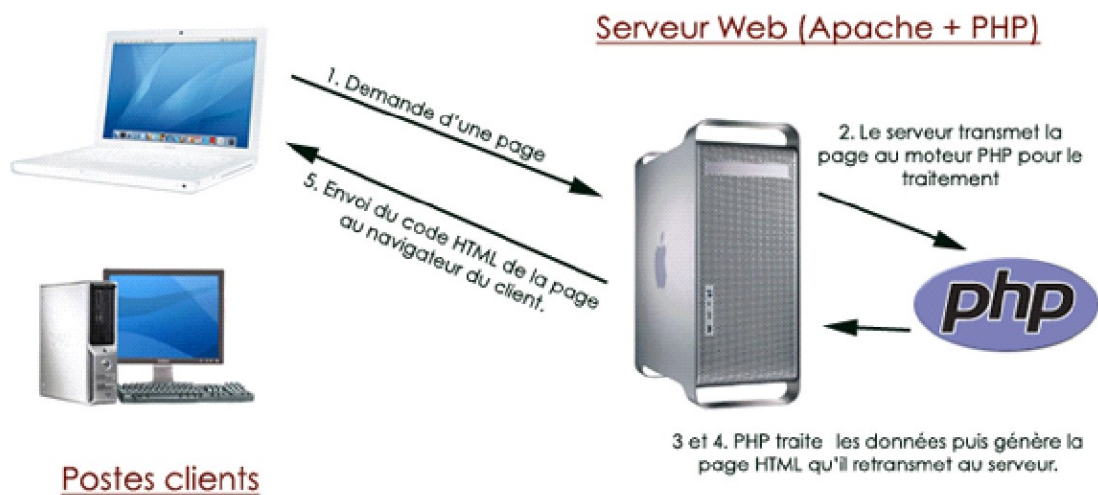 Serveur Web (Apache + PHP)
1. Demande d'une page
2. Le serveur transmet la
page au moteur PHP pour le
traitement
php
3 et 4. PHP traite les données puis génère la
page HTML qu'il retransmet au serveur.
5. Envoi du code HTML de la page
au navigateur du client.
Postes clients